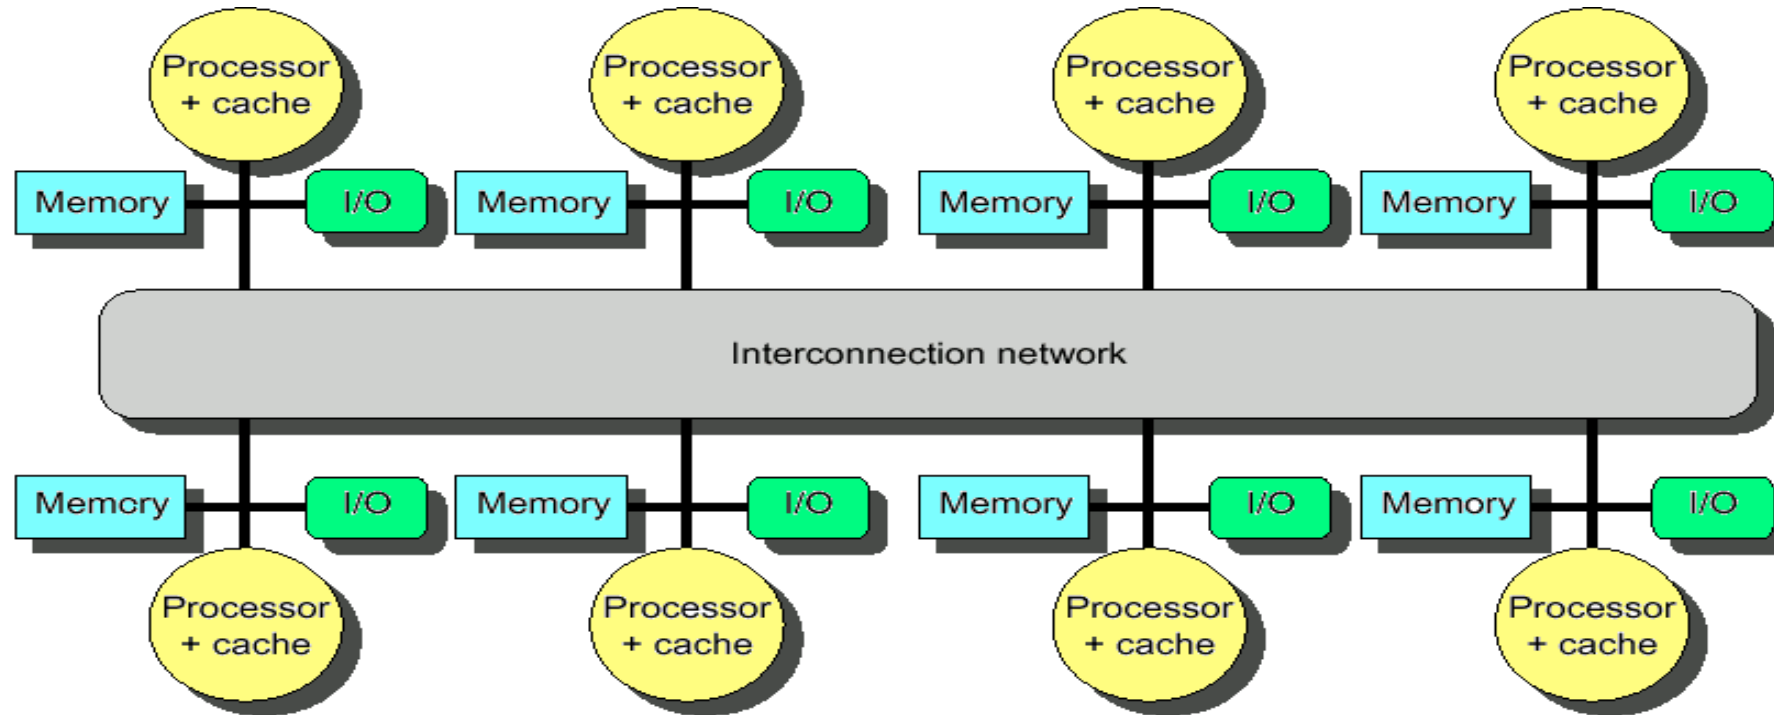 Processor
+ cache
Processor
+ cache
Processor
+ cache
Processor
+ cache
Memory
I/O
Memory
I/O
Memory
I/O
Memory
I/O
Interconnection network
Memory
I/O
Memory
I/O
Memory
I/O
Memory
I/O
Processor
+ cache
Processor
+ cache
Processor
+ cache
Processor
+ cache